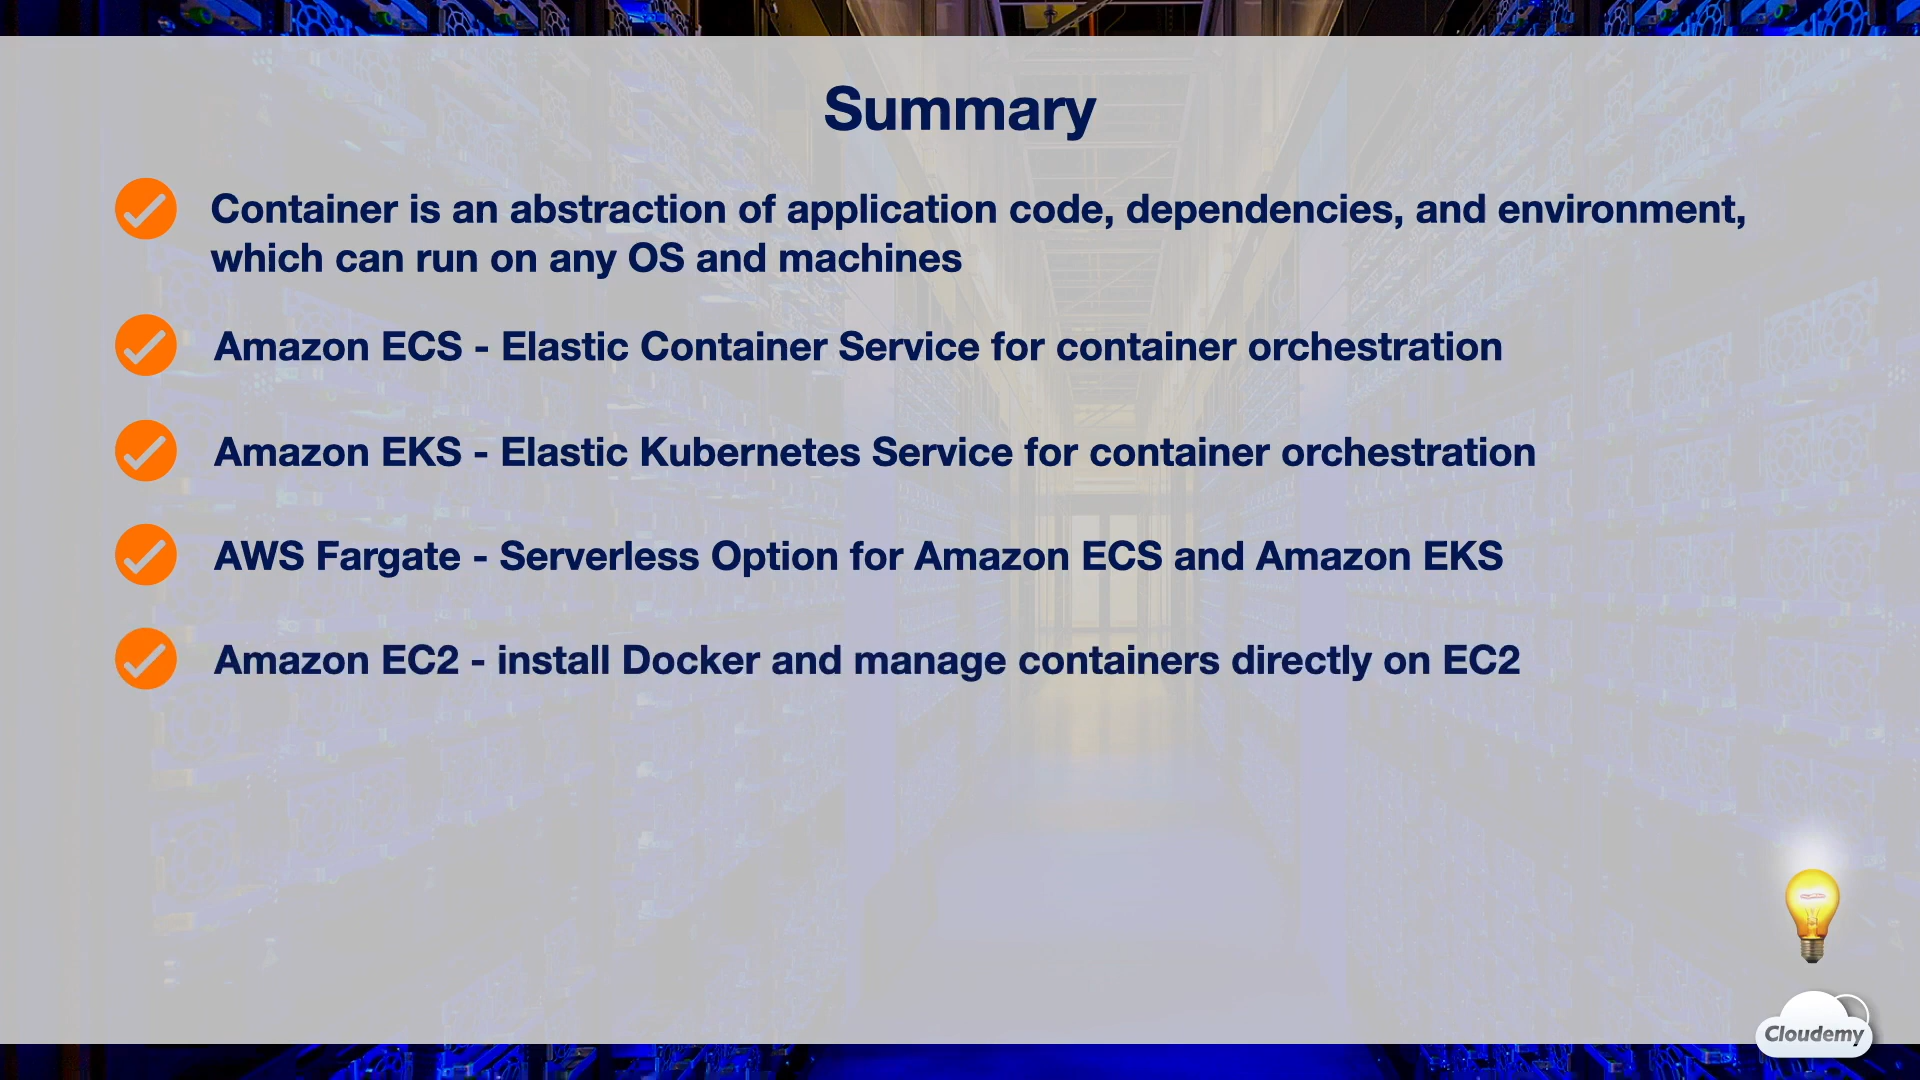 Summary
Container is an abstraction of application code, dependencies, and environment,
which can run on any OS and machines
Amazon ECS - Elastic Container Service for container orchestration
Amazon EKS - Elastic Kubernetes Service for container orchestration
AWS Fargate - Serverless Option for Amazon ECS and Amazon EKS
Amazon EC2 - install Docker and manage containers directly on EC2
Cloudemy